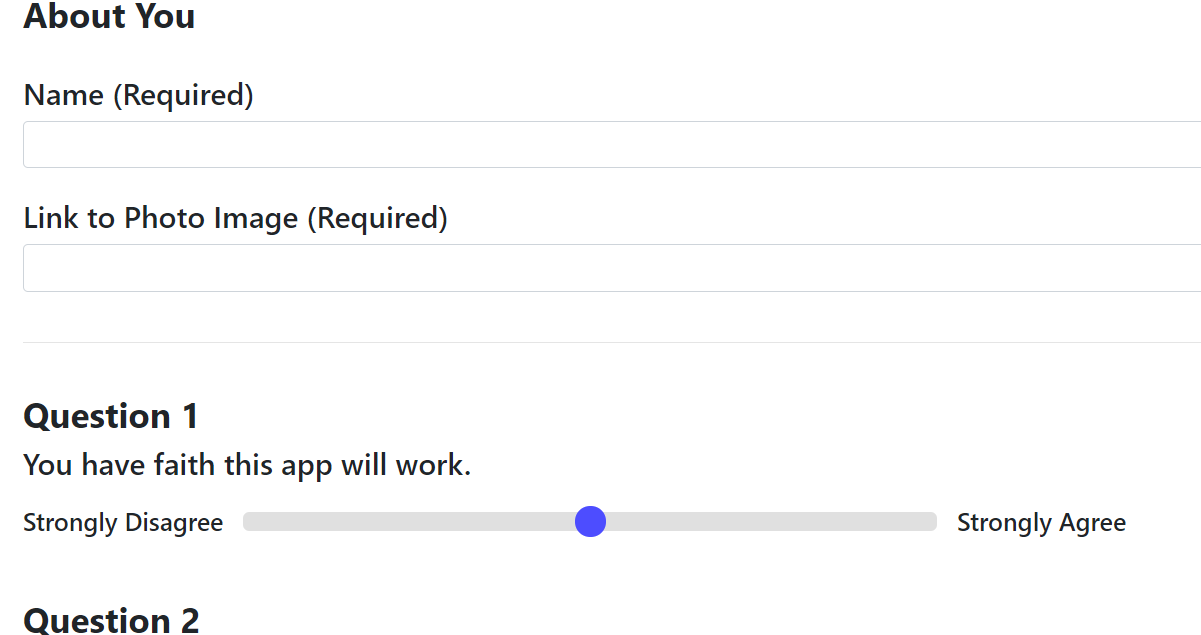 About You
Name (Required)
Link to Photo Image (Required)
Question 1
You have faith this app will work.
Strongly Disagree Strongly Agree
Question 2